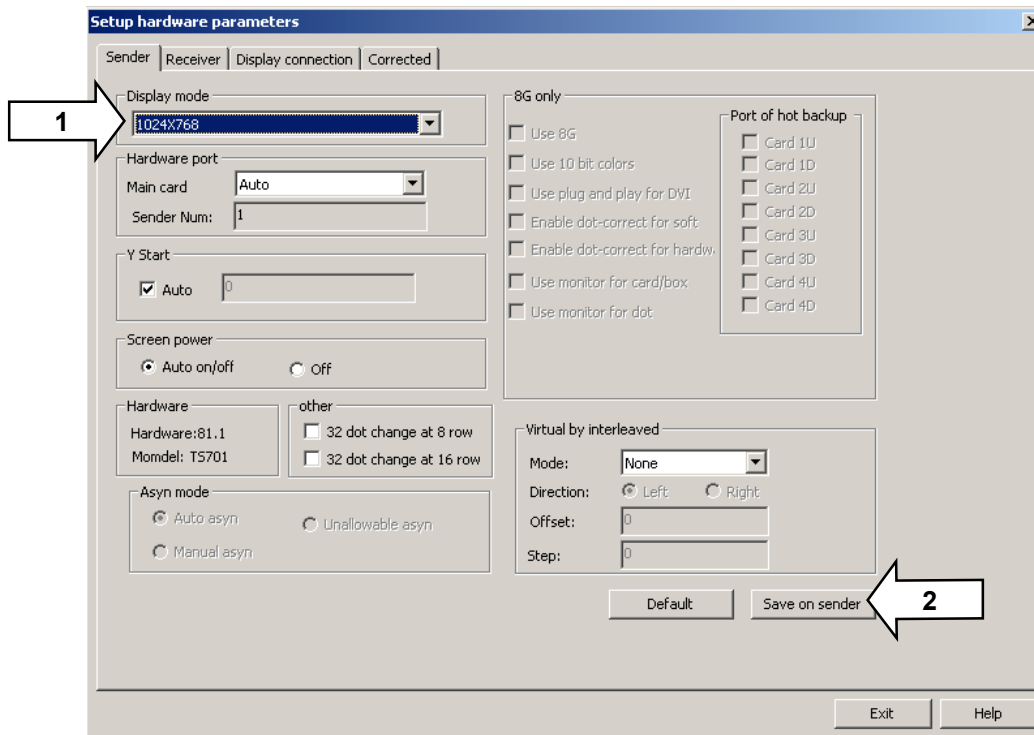 Setup hardware parameters
Sender Receiver Display connection Corrected
1
Display mode
1024X768
Hardware port
Main card Auto
Sender Num: 1
Y Start
Auto 0
Screen power
Auto on/off Off
Hardware
Hardware:81.1
Momdel: TS701
other
32 dot change at 8 row
32 dot change at 16 row
Asyn mode
Auto asyn Unallowable asyn
Manual asyn
8G only
Use 8G
Use 10 bit colors
Use plug and play for DVI
Enable dot-correct for soft
Enable dot-correct for hardw.
Use monitor for card/box
Use monitor for dot
Port of hot backup
Card 1U
Card 1D
Card 2U
Card 2D
Card 3U
Card 3D
Card 4U
Card 4D
Virtual by interleaved
Mode: None
Direction: Left Right
Offset: 0
Step: 0
Default Save on sender
2
Exit Help